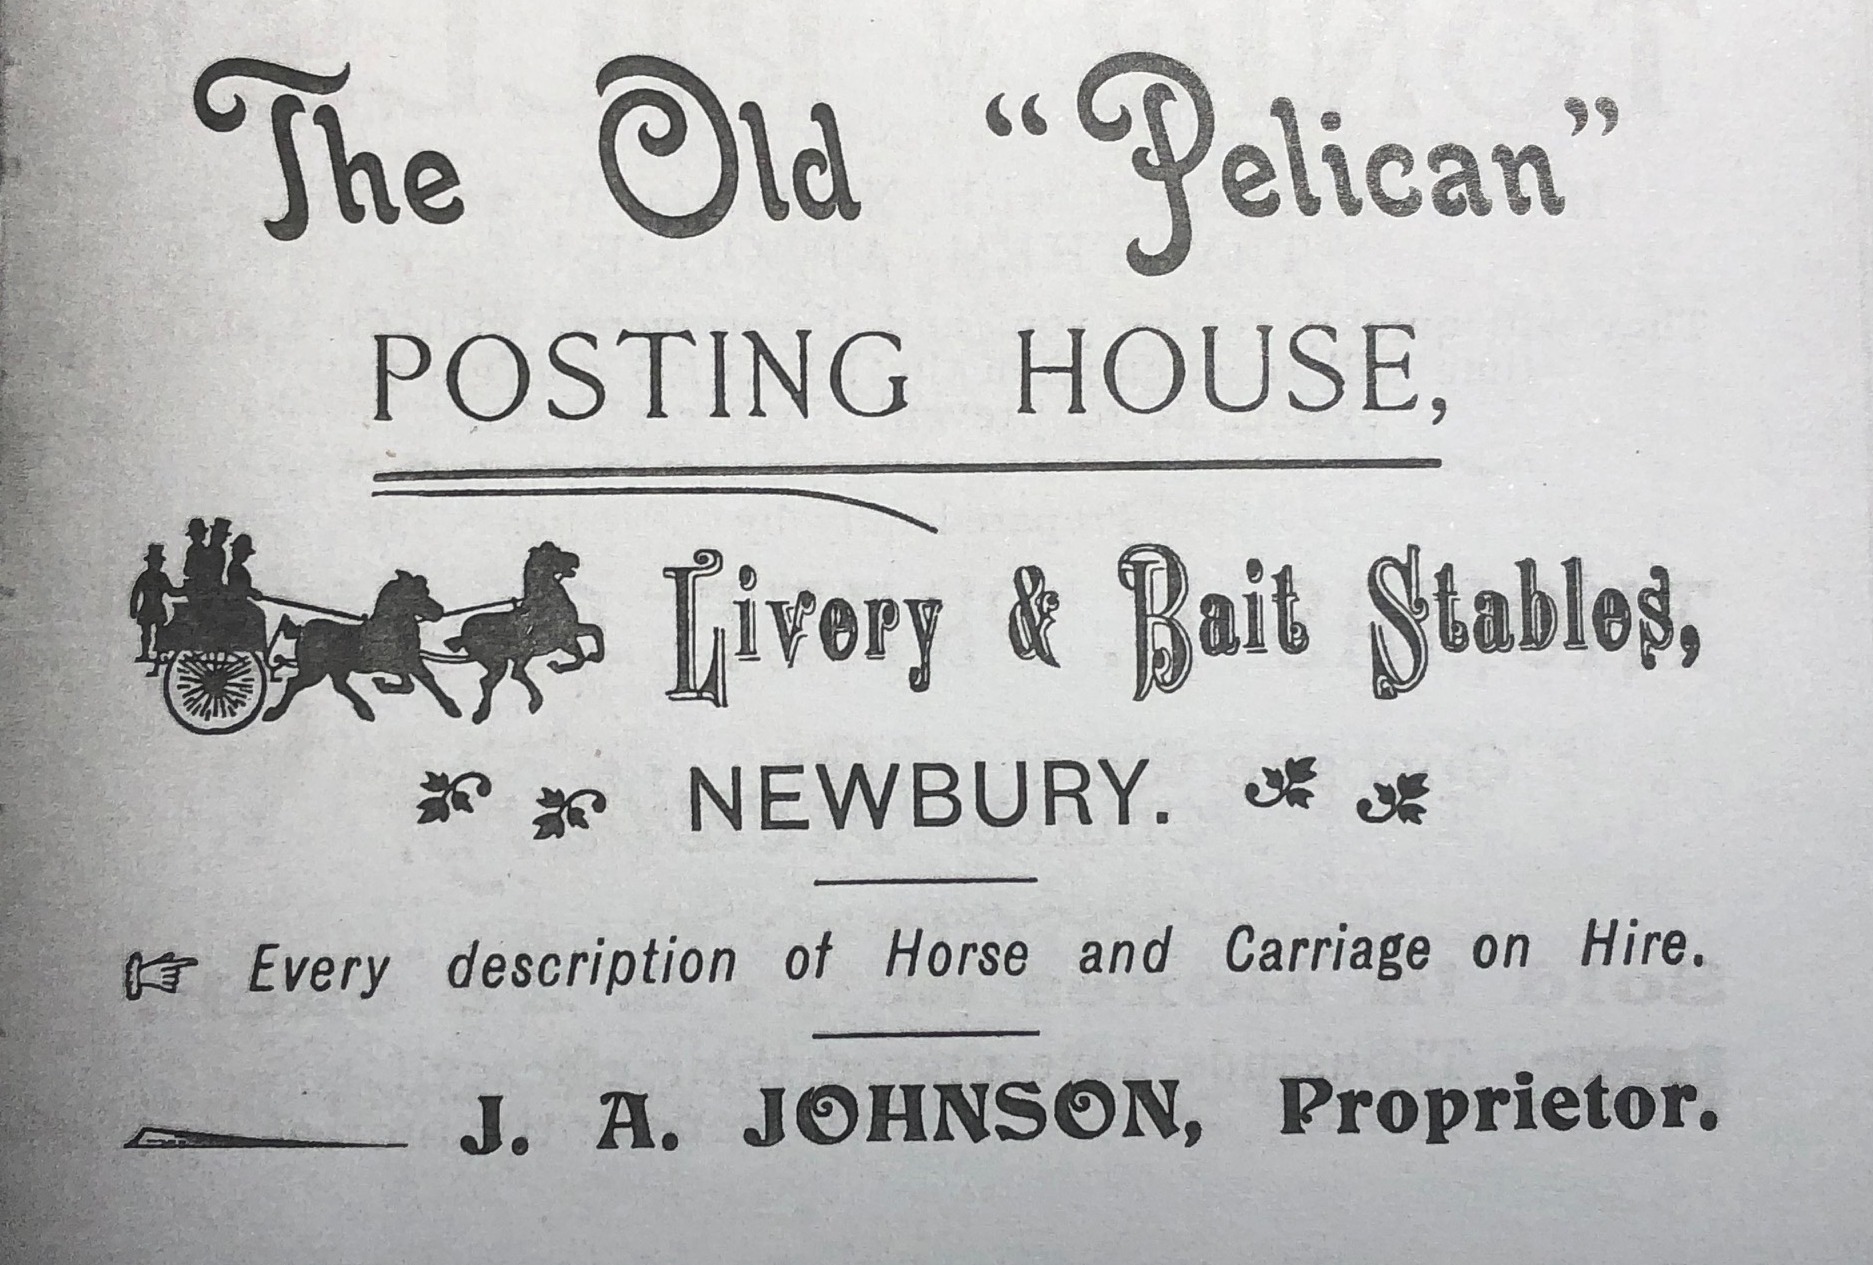 The Old “Pelican”
POSTING HOUSE,
Livery & Bait Stables,
NEWBURY.
☞ Every description of Horse and Carriage on Hire.
J. A. JOHNSON, Proprietor.